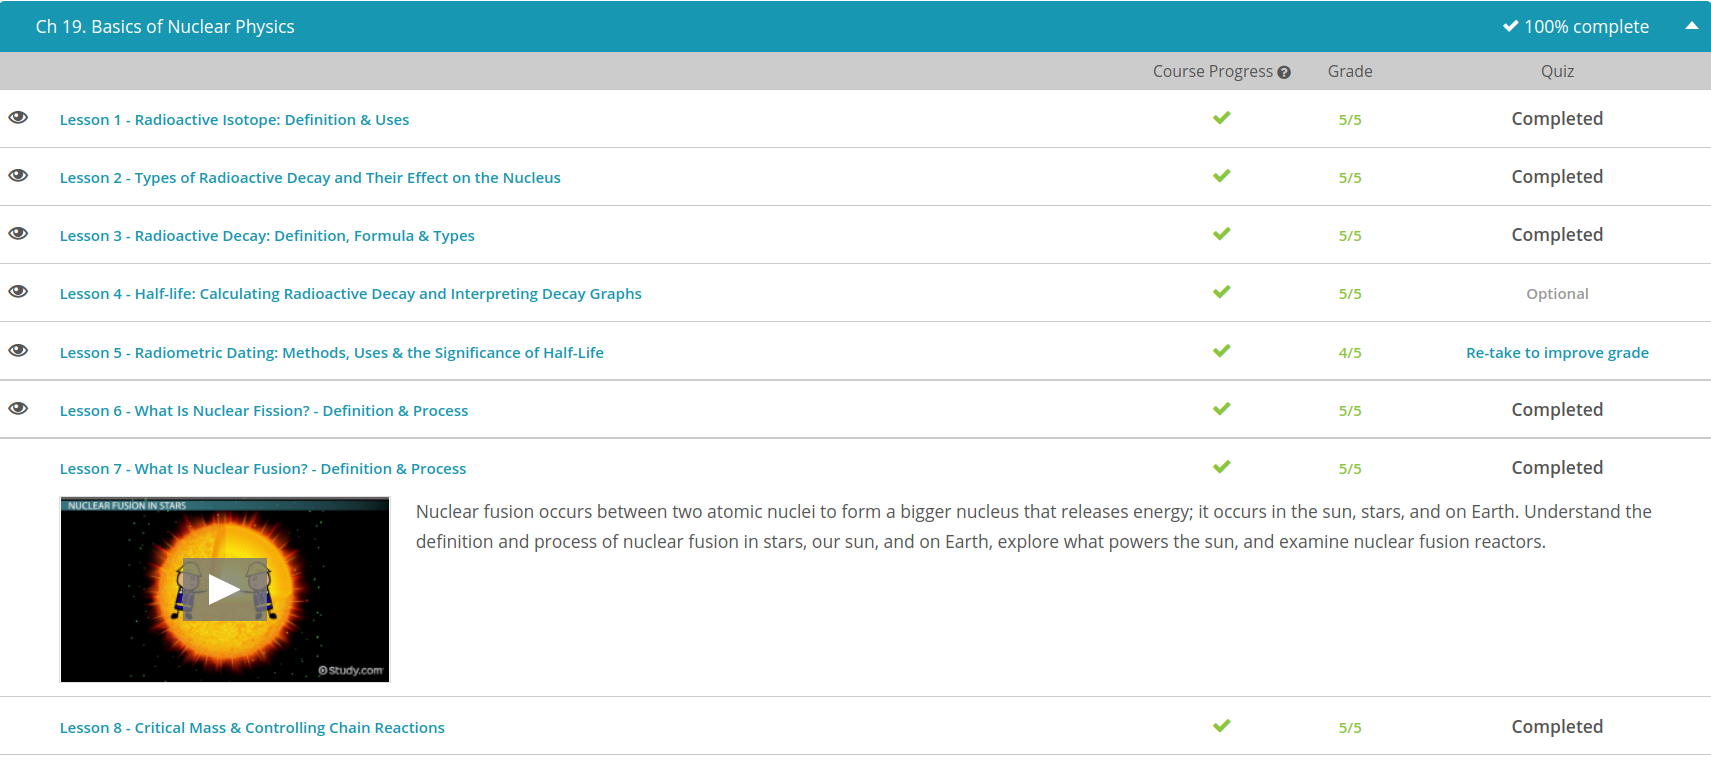 Ch 19. Basics of Nuclear Physics
100% complete
Course Progress
Grade
Quiz
Lesson 1 - Radioactive Isotope: Definition & Uses
5/5
Completed
Lesson 2 - Types of Radioactive Decay and Their Effect on the Nucleus
5/5
Completed
Lesson 3 - Radioactive Decay: Definition, Formula & Types
5/5
Completed
Lesson 4 - Half-life: Calculating Radioactive Decay and Interpreting Decay Graphs
5/5
Optional
Lesson 5 - Radiometric Dating: Methods, Uses & the Significance of Half-Life
4/5
Re-take to improve grade
Lesson 6 - What Is Nuclear Fission? - Definition & Process
5/5
Completed
Lesson 7 - What Is Nuclear Fusion? - Definition & Process
5/5
Completed
NUCLEAR FUSION IN STARS
Study.com
Nuclear fusion occurs between two atomic nuclei to form a bigger nucleus that releases energy; it occurs in the sun, stars, and on Earth. Understand the
definition and process of nuclear fusion in stars, our sun, and on Earth, explore what powers the sun, and examine nuclear fusion reactors.
Lesson 8 - Critical Mass & Controlling Chain Reactions
5/5
Completed